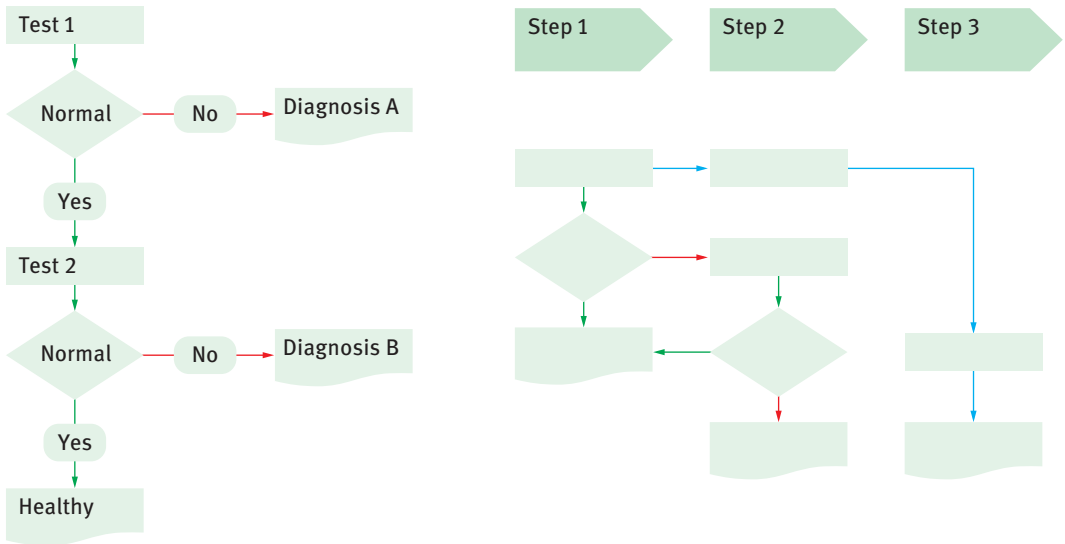 Test 1
Normal
No
Diagnosis A
Yes
Test 2
Normal
No
Diagnosis B
Yes
Healthy
Step 1
Step 2
Step 3